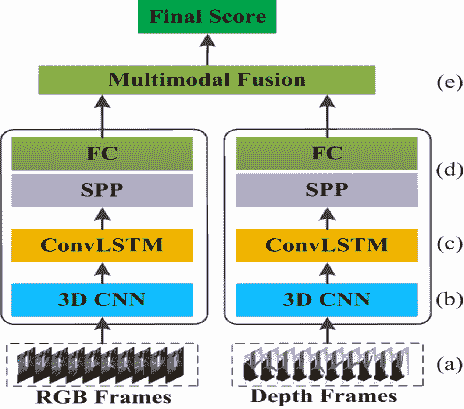 Final Score
Multimodal Fusion
(e)
FC
FC
(d)
SPP
SPP
ConvLSTM
ConvLSTM
(c)
3D CNN
3D CNN
(b)
(a)
RGB Frames
Depth Frames